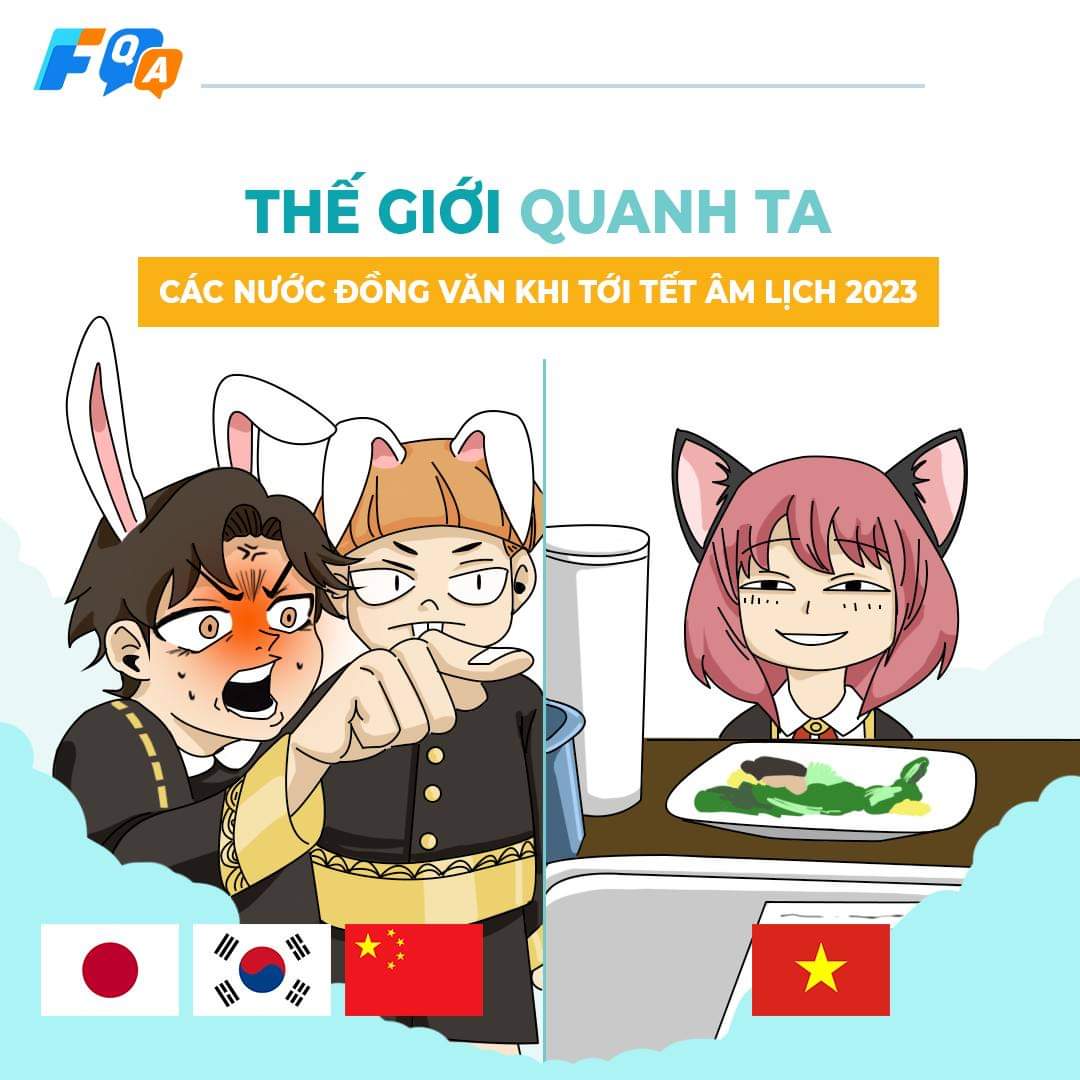 FQA
THẾ GIỚI QUANH TA
CÁC NƯỚC ĐỒNG VĂN KHI TỚI TẾT ÂM LỊCH 2023